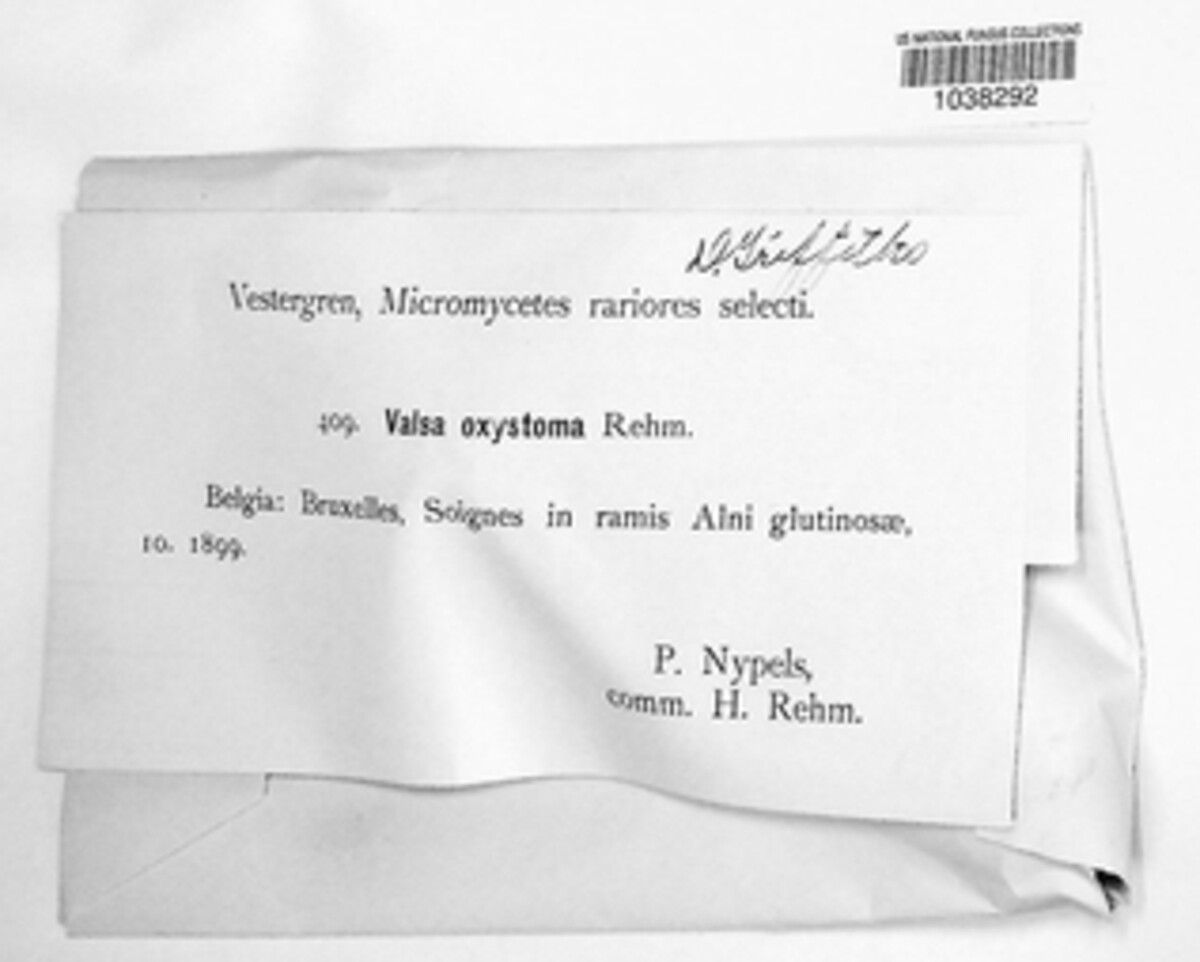 US NATIONAL FUNGUS COLLECTIONS
1038292
D. Griffiths
Vestergren, Micromycetes rariores selecti.
409. Valsa oxystoma Rehm.
Belgia: Bruxelles, Soignes in ramis Alni glutinosæ,
10. 1899.
P. Nypels,
comm. H. Rehm.